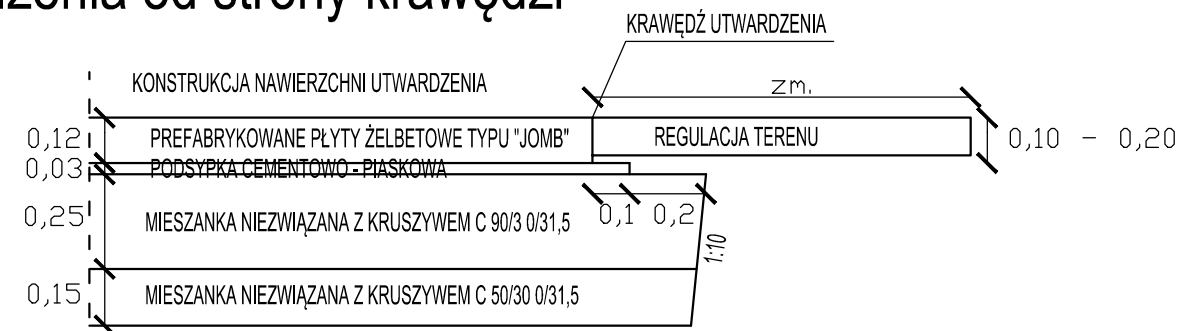 enia od strony krawędzi
KRAWĘDŹ UTWARDZENIA
KONSTRUKCJA NAWIERZCHNI UTWARDZENIA
zm.
0,12
PREFABRYKOWANE PŁYTY ŻELBETOWE TYPU "JOMB"
REGULACJA TERENU
0,10 - 0,20
0,03
PODSYPKA CEMENTOWO - PIASKOWA
0,25
MIESZANKA NIEZWIĄZANA Z KRUSZYWEM C 90/3 0/31,5
0,1
0,2
1:10
0,15
MIESZANKA NIEZWIĄZANA Z KRUSZYWEM C 50/30 0/31,5